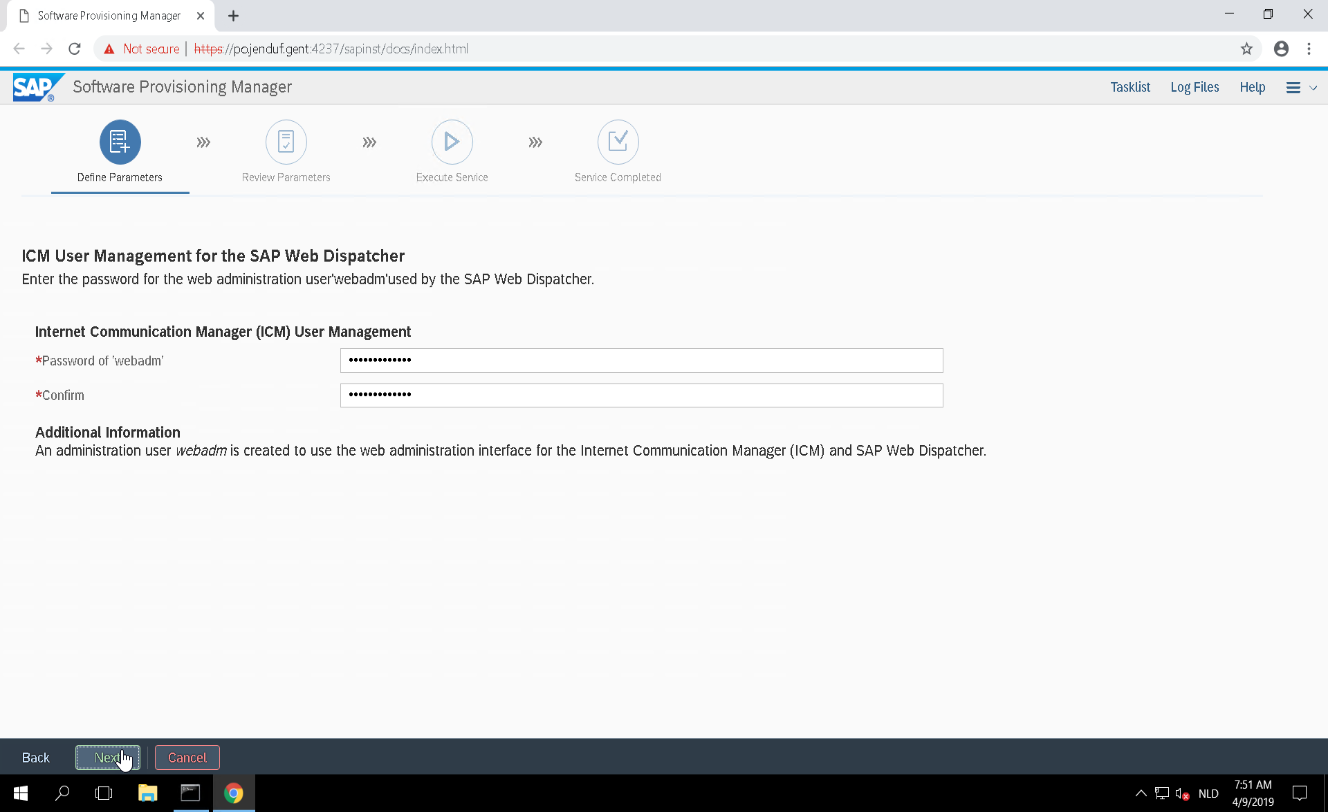 Software Provisioning Manager
Not secure https://pojenduf.gent:4237/sapinst/docs/index.html
SAP ® Software Provisioning Manager Tasklist Log Files Help
Define Parameters Review Parameters Execute Service Service Completed
ICM User Management for the SAP Web Dispatcher
Enter the password for the web administration user'webadm'used by the SAP Web Dispatcher.
Internet Communication Manager (ICM) User Management
*Password of 'webadm' •••••••••••••
*Confirm •••••••••••••
Additional Information
An administration user webadm is created to use the web administration interface for the Internet Communication Manager (ICM) and SAP Web Dispatcher.
Back Next Cancel
NLD 7:51 AM
4/9/2019